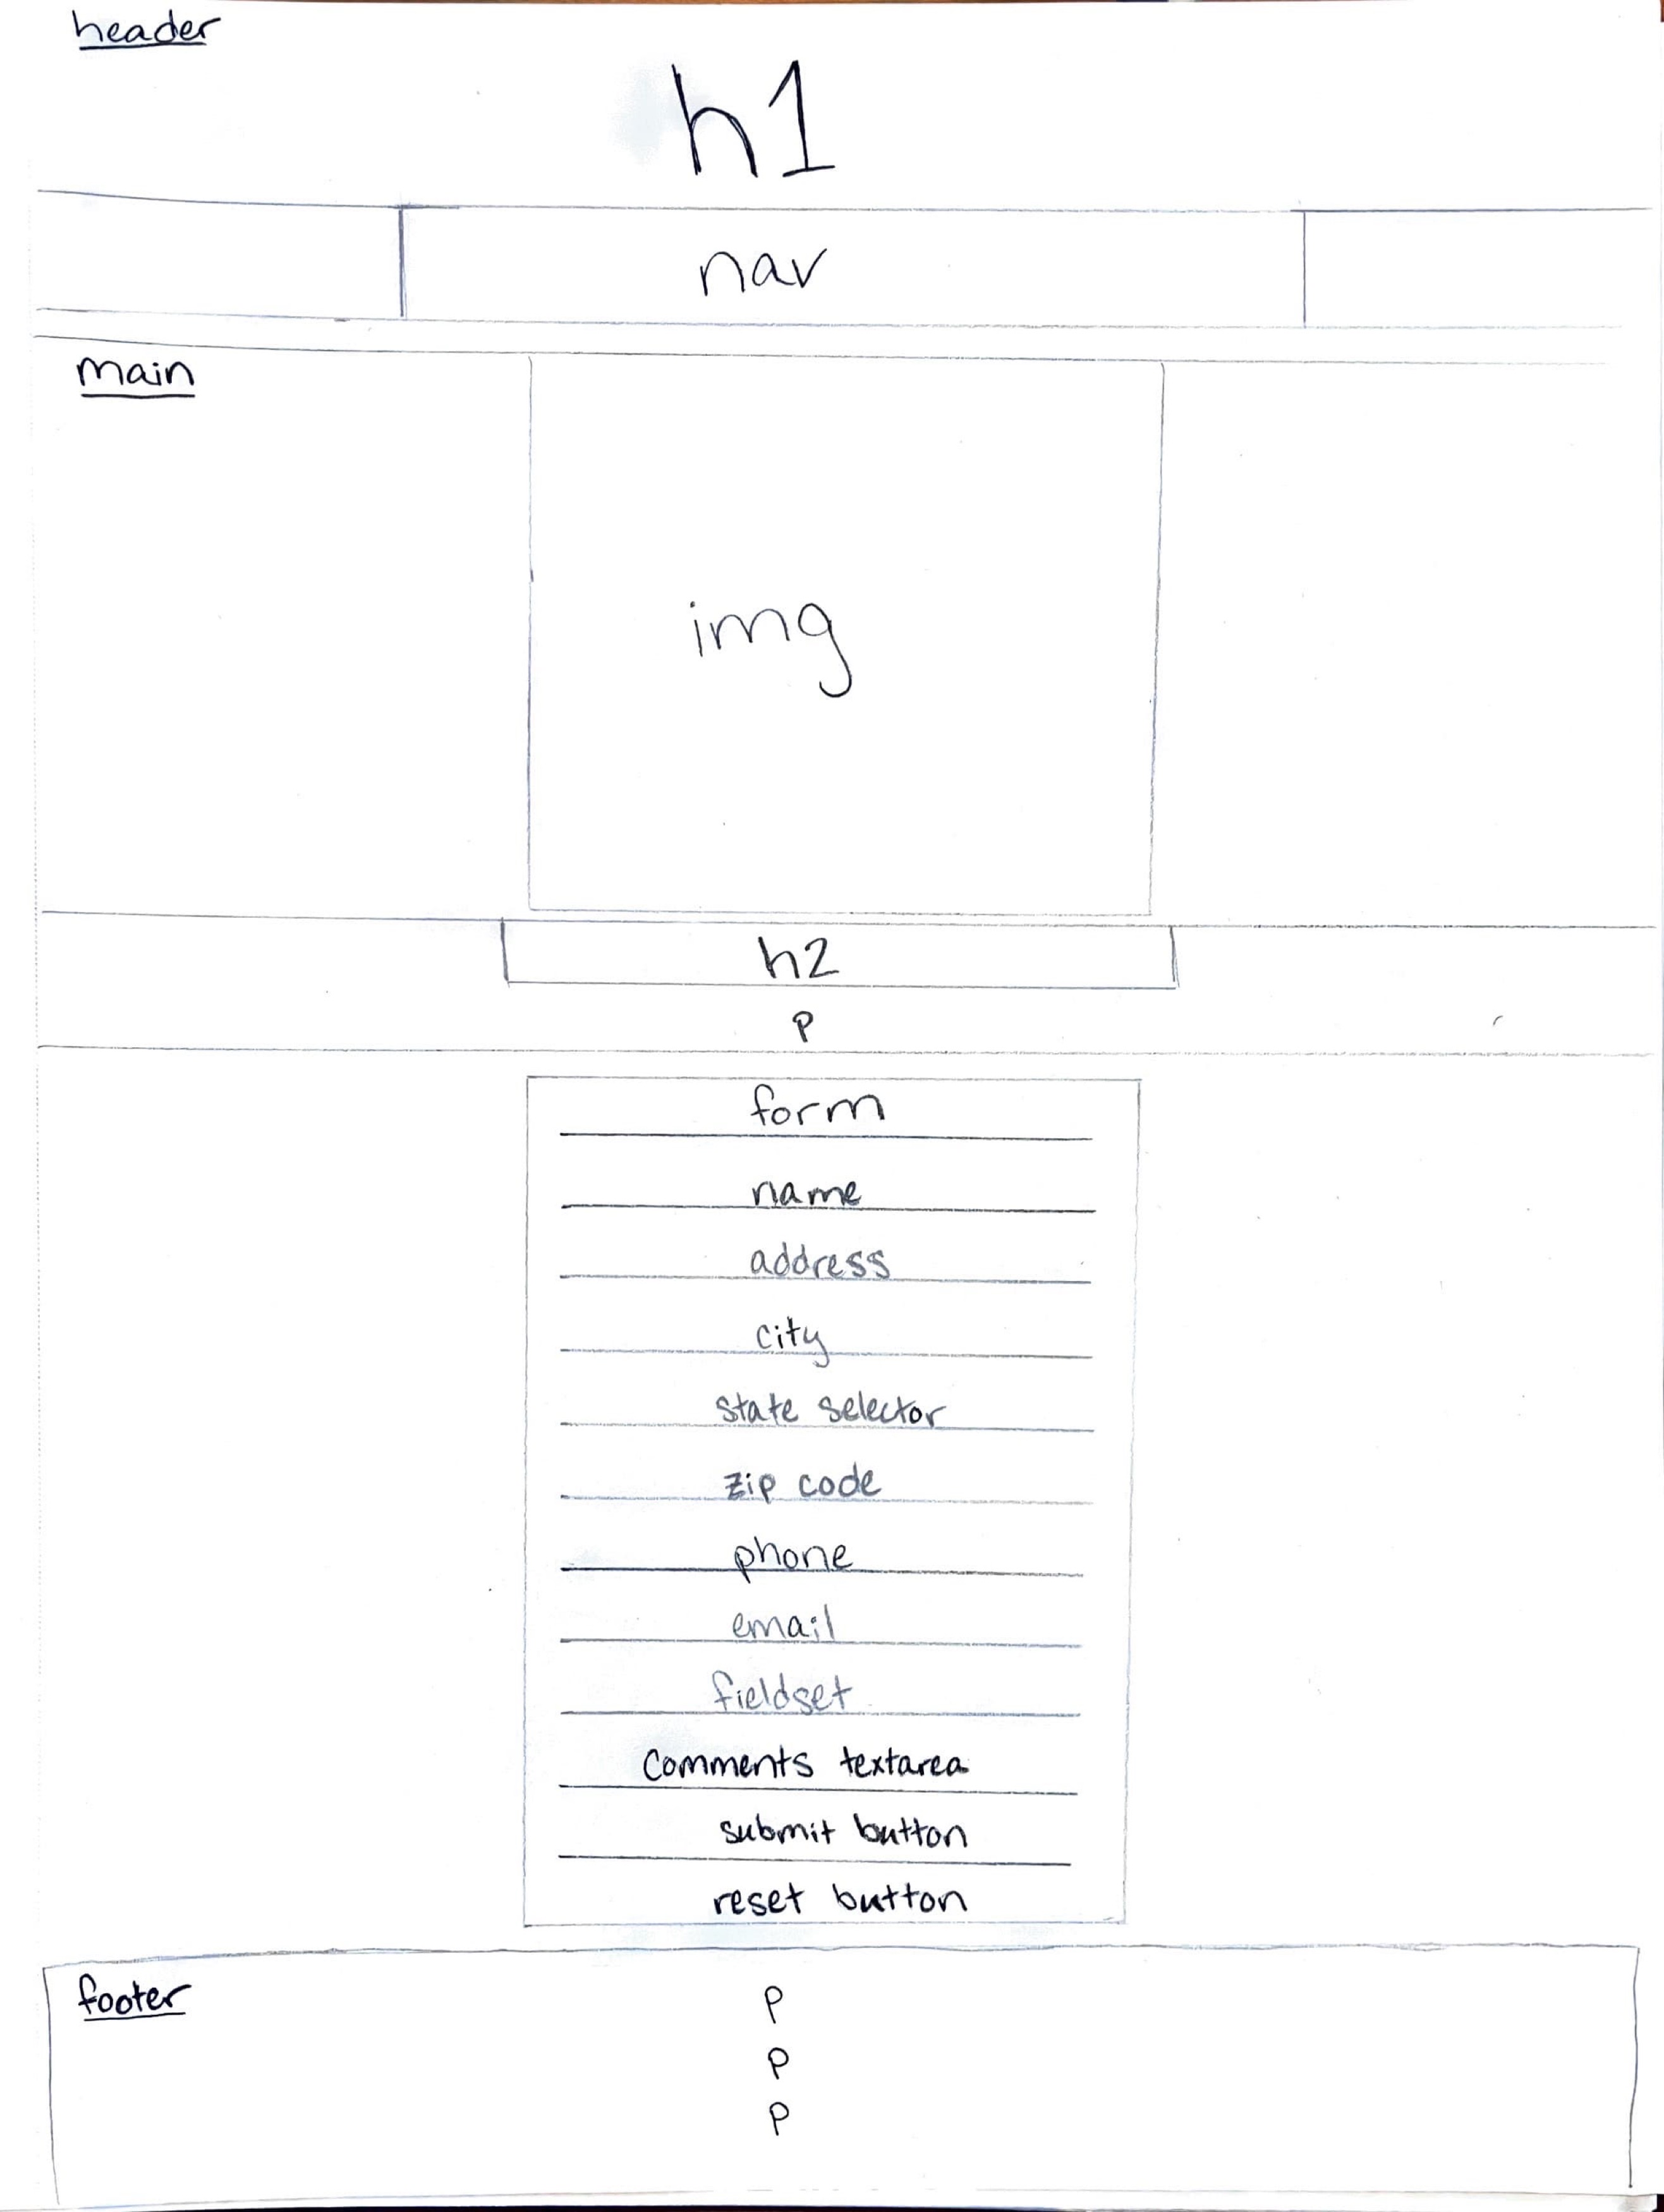 header
h1
nav
main
img
h2
p
form
name
address
city
state selector
zip code
phone
email
fieldset
comments textarea
submit button
reset button
footer
p
p
p